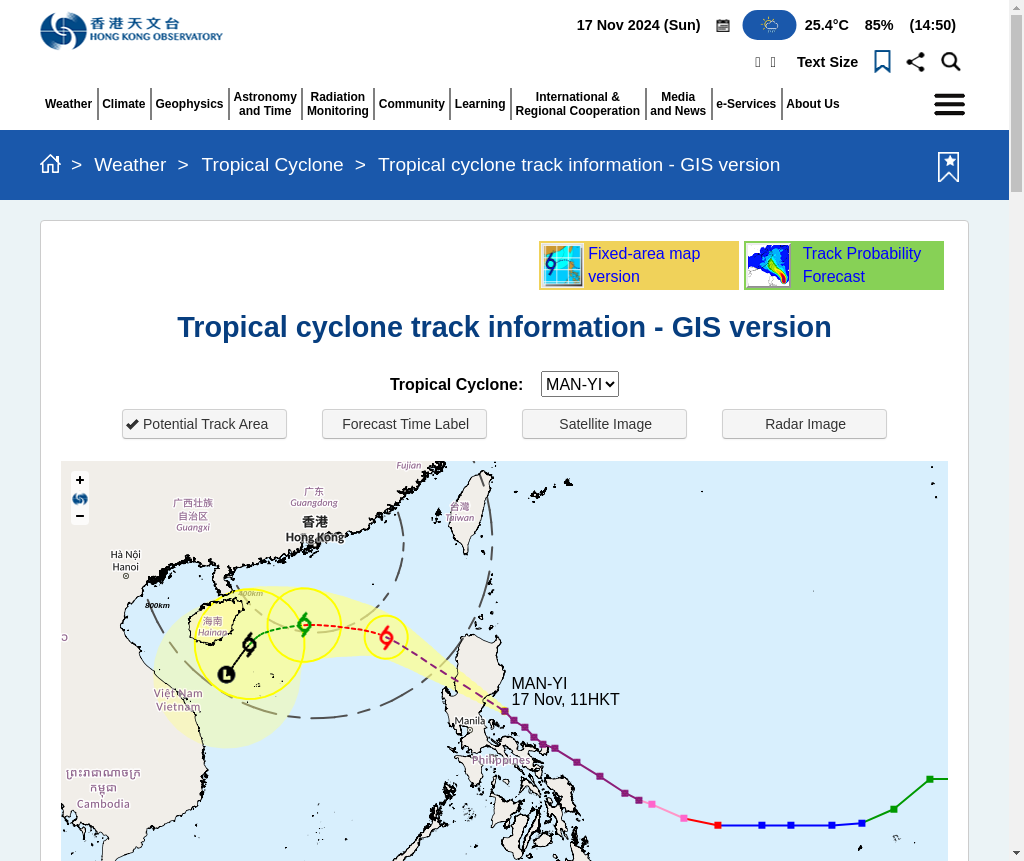 香港天文台
HONG KONG OBSERVATORY
17 Nov 2024 (Sun) 25.4°C 85% (14:50)
Text Size
Weather Climate Geophysics Astronomy and Time Radiation Monitoring Community Learning International & Regional Cooperation Media and News e-Services About Us
> Weather > Tropical Cyclone > Tropical cyclone track information - GIS version
Fixed-area map version
Track Probability Forecast
Tropical cyclone track information - GIS version
Tropical Cyclone: MAN-YI
Potential Track Area Forecast Time Label Satellite Image Radar Image
+
−
Fujian
广西壮族
自治区
Guangxi
广东
Guangdong
香港
Hong Kong
台灣
Taiwan
Hà Nội
Hanoi
400km
800km
海南
Hainan
L
Việt Nam
Vietnam
MAN-YI
17 Nov, 11HKT
Manila
Philippines
ព្រះរាជាណាចក្រ
កម្ពុជា
Cambodia